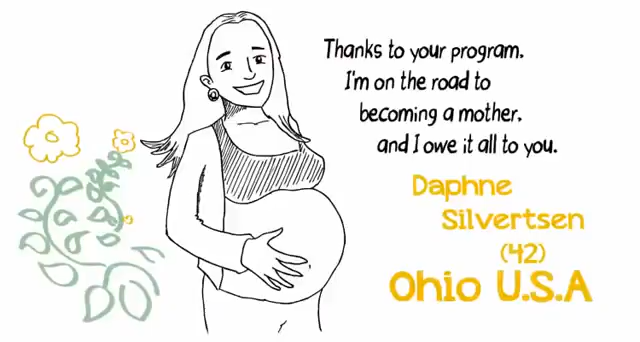 Thanks to your program,
I'm on the road to
becoming a mother,
and I owe it all to you.
Daphne
Silvertsen
(42)
Ohio U.S.A